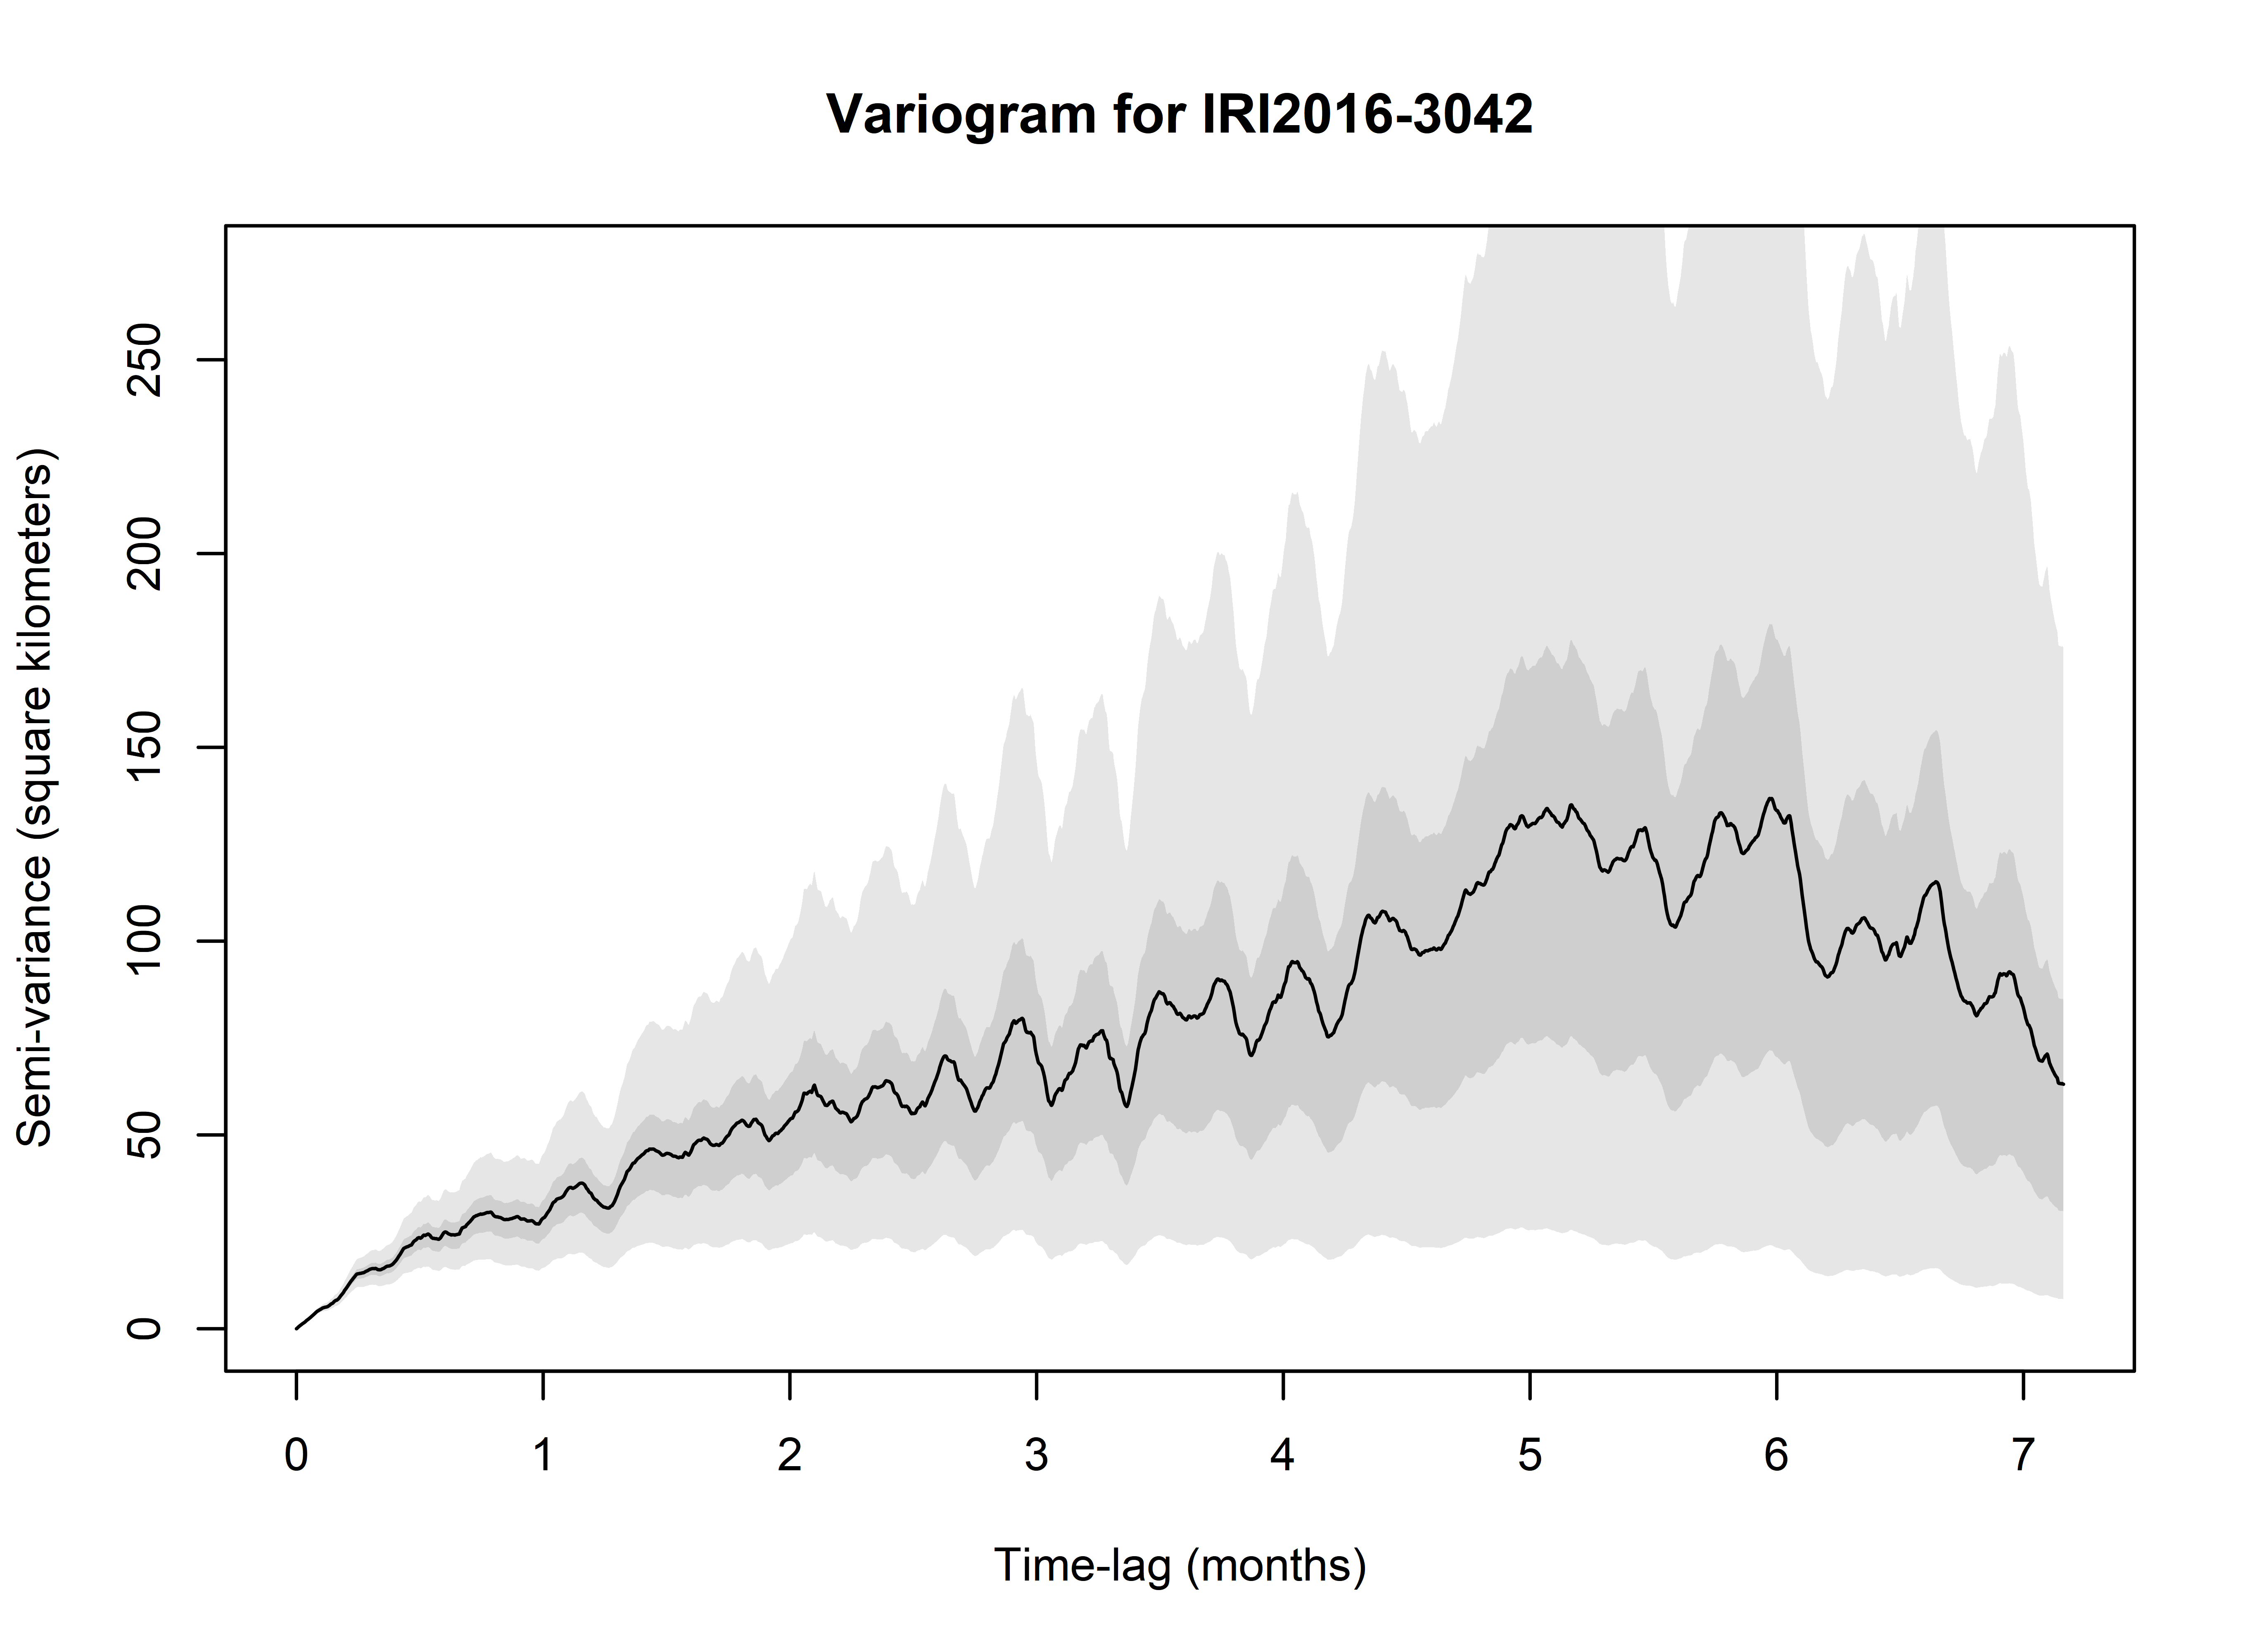 Variogram for IRI2016-3042
Semi-variance (square kilometers)
250
200
150
100
50
0
0 1 2 3 4 5 6 7
Time-lag (months)